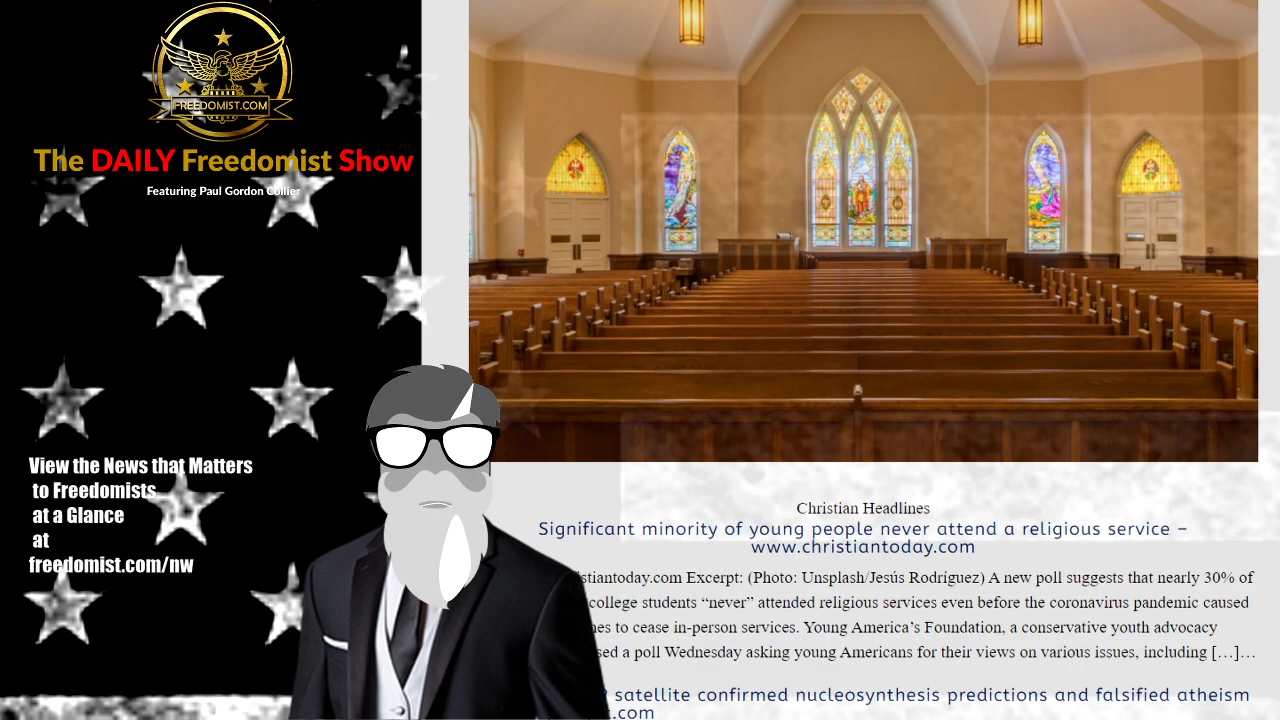 FREEDOMIST.COM
The DAILY Freedomist Show
Featuring Paul Gordon Collier
View the News that Matters
to Freedomists
at a Glance
at
freedomist.com/nw
Christian Headlines
Significant minority of young people never attend a religious service –
www.christiantoday.com
Excerpt: (Photo: Unsplash/Jesús Rodríguez) A new poll suggests that nearly 30% of
college students “never” attended religious services even before the coronavirus pandemic caused
to cease in-person services. Young America’s Foundation, a conservative youth advocacy
a poll Wednesday asking young Americans for their views on various issues, including […]…
satellite confirmed nucleosynthesis predictions and falsified atheism
.com